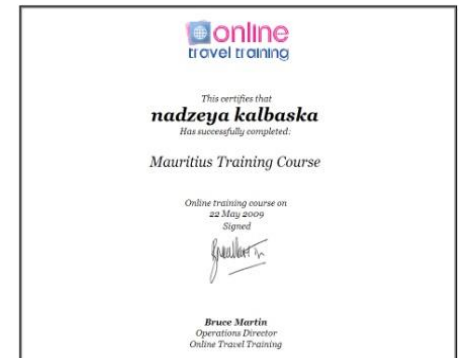 online
travel training
This certifies that
nadzeya kalbaska
Has successfully completed:
Mauritius Training Course
Online training course on
22 May 2009
Signed
Bruce Martin
Operations Director
Online Travel Training